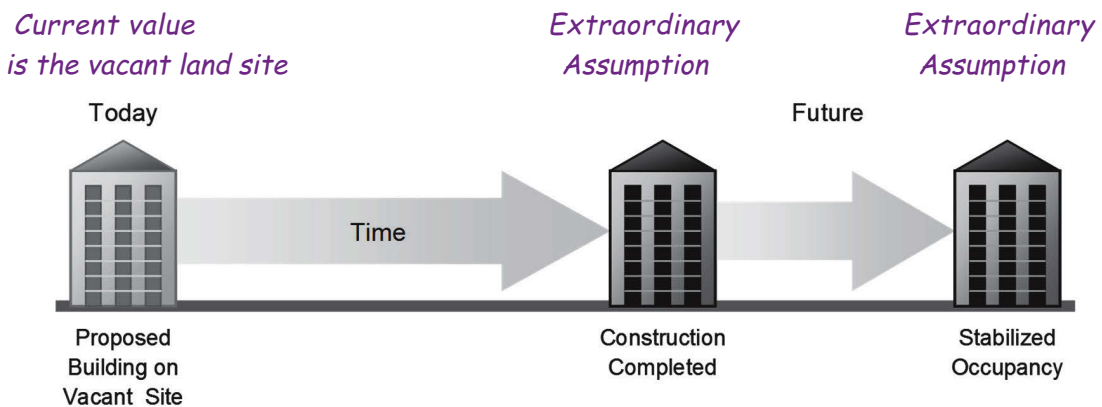 Current value
is the vacant land site
Extraordinary
Assumption
Extraordinary
Assumption
Today
Future
Time
Proposed
Building on
Vacant Site
Construction
Completed
Stabilized
Occupancy